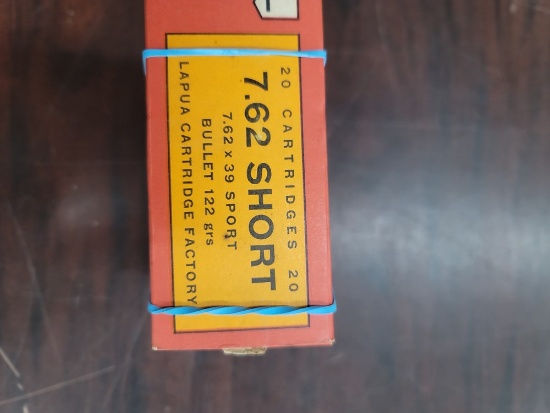 20 CARTRIDGES 20
7.62 SHORT
7.62 x 39 SPORT
BULLET 122 grs
LAPUA CARTRIDGE FACTORY